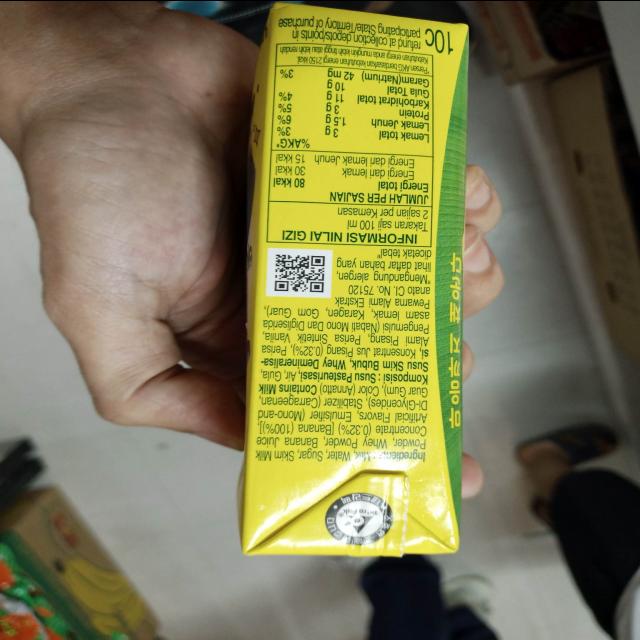 Ingredients : Milk, Water, Sugar, Skim Milk
Powder, Whey Powder, Banana Juice
Concentrate (0.32%) [Banana (100%)],
Artificial Flavors, Emulsifier (Mono-and
Di-Glycerides), Stabilizer (Carrageenan,
Guar Gum), Color (Annatto) Contains Milk
Komposisi : Susu Pasteurisasi, Air, Gula,
Susu Skim Bubuk, Whey Demineralisa-
si, Konsentrat Jus Pisang (0.32%), Perisa
Alami Pisang, Perisa Sintetik Vanila,
Pengemulsi (Nabati) Mono Dan Digliserida
asam lemak, Karagen, Gom Guar),
Pewarna Alami Ekstrak
anato CI. No. 75120
"Mengandung alergen,
lihat daftar bahan yang
dicetak tebal"
INFORMASI NILAI GIZI
Takaran saji 100 ml
2 sajian per Kemasan
JUMLAH PER SAJIAN
Energi total 80 kkal
Energi dari lemak 30 kkal
Energi dari lemak Jenuh 15 kkal
%AKG*
Lemak total 3 g 3%
Lemak Jenuh 1.5 g 6%
Protein 3 g 5%
Karbohidrat total 11 g 4%
Gula Total 10 g
Garam(Natrium) 42 mg 3%
*Persen AKG berdasarkan kebutuhan energi 2150 kkal.
Kebutuhan energi anda mungkin lebih tinggi atau lebih rendah
10C refund at collection depots/points in
participating State/Territory of purchase